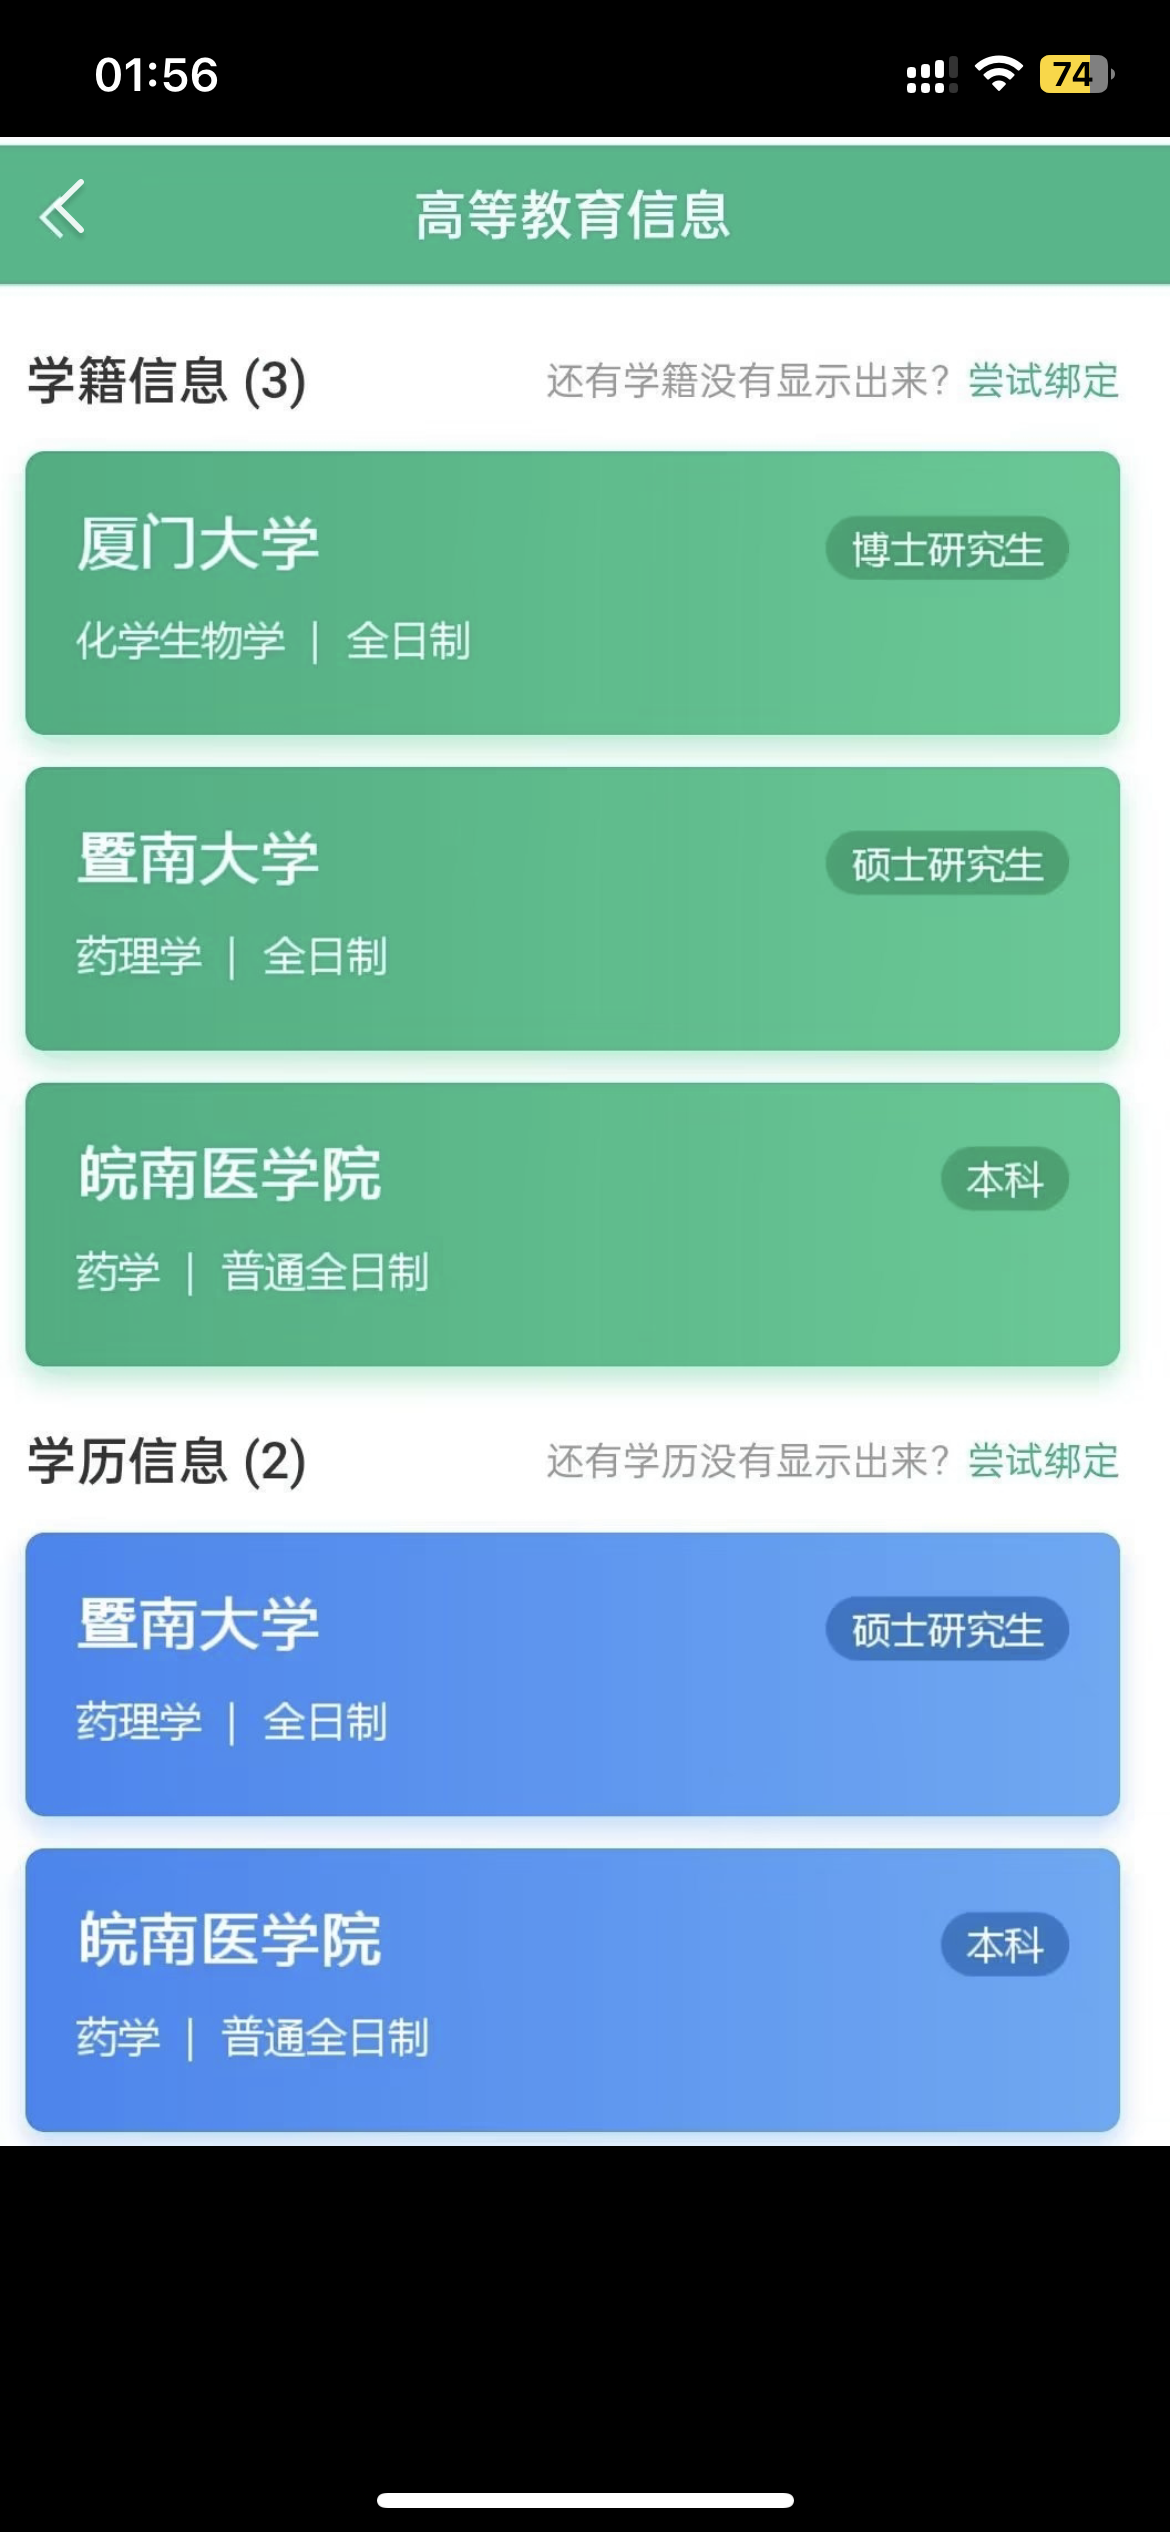 01:56
74
高等教育信息
学籍信息 (3) 还有学籍没有显示出来？尝试绑定
厦门大学 博士研究生
化学生物学 | 全日制
暨南大学 硕士研究生
药理学 | 全日制
皖南医学院 本科
药学 | 普通全日制
学历信息 (2) 还有学历没有显示出来？尝试绑定
暨南大学 硕士研究生
药理学 | 全日制
皖南医学院 本科
药学 | 普通全日制